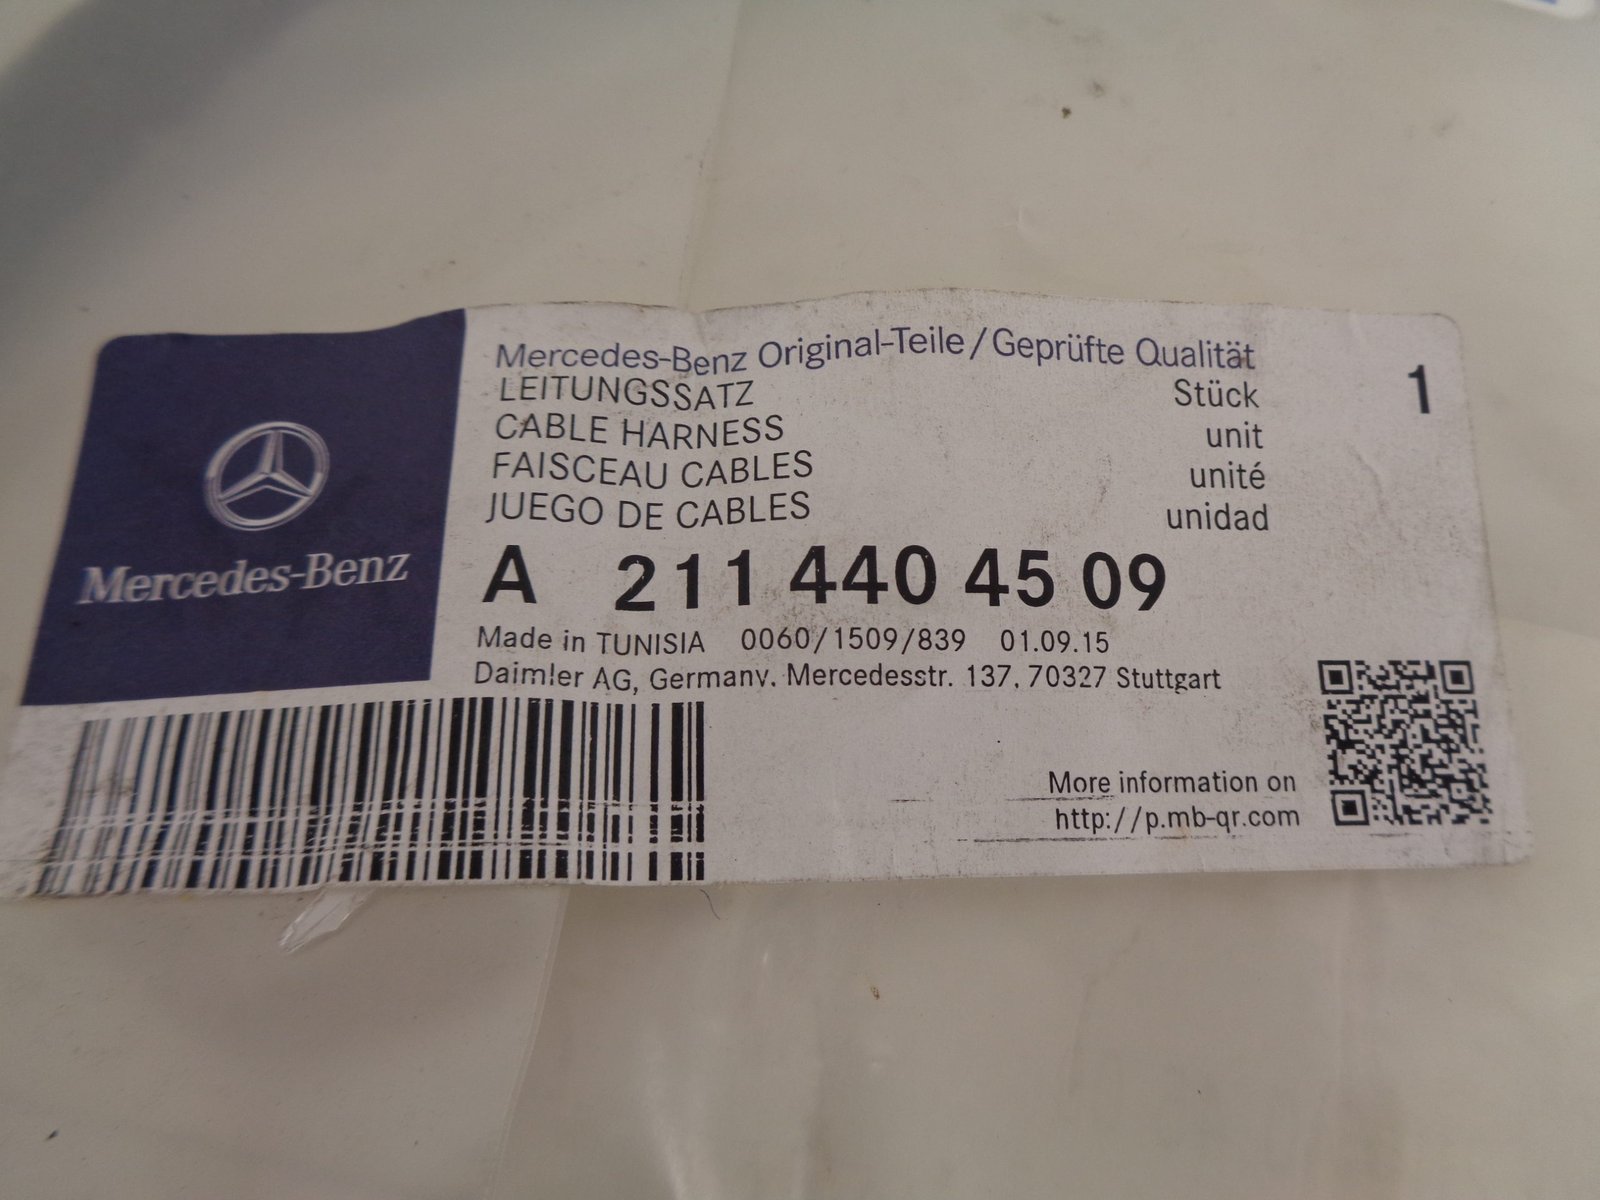 Mercedes-Benz
Mercedes-Benz Original-Teile/Geprüfte Qualität
LEITUNGSSATZ Stück 1
CABLE HARNESS unit
FAISCEAU CABLES unité
JUEGO DE CABLES unidad
A 211 440 45 09
Made in TUNISIA 0060/1509/839 01.09.15
Daimler AG, Germany, Mercedesstr. 137, 70327 Stuttgart
More information on
http://p.mb-qr.com